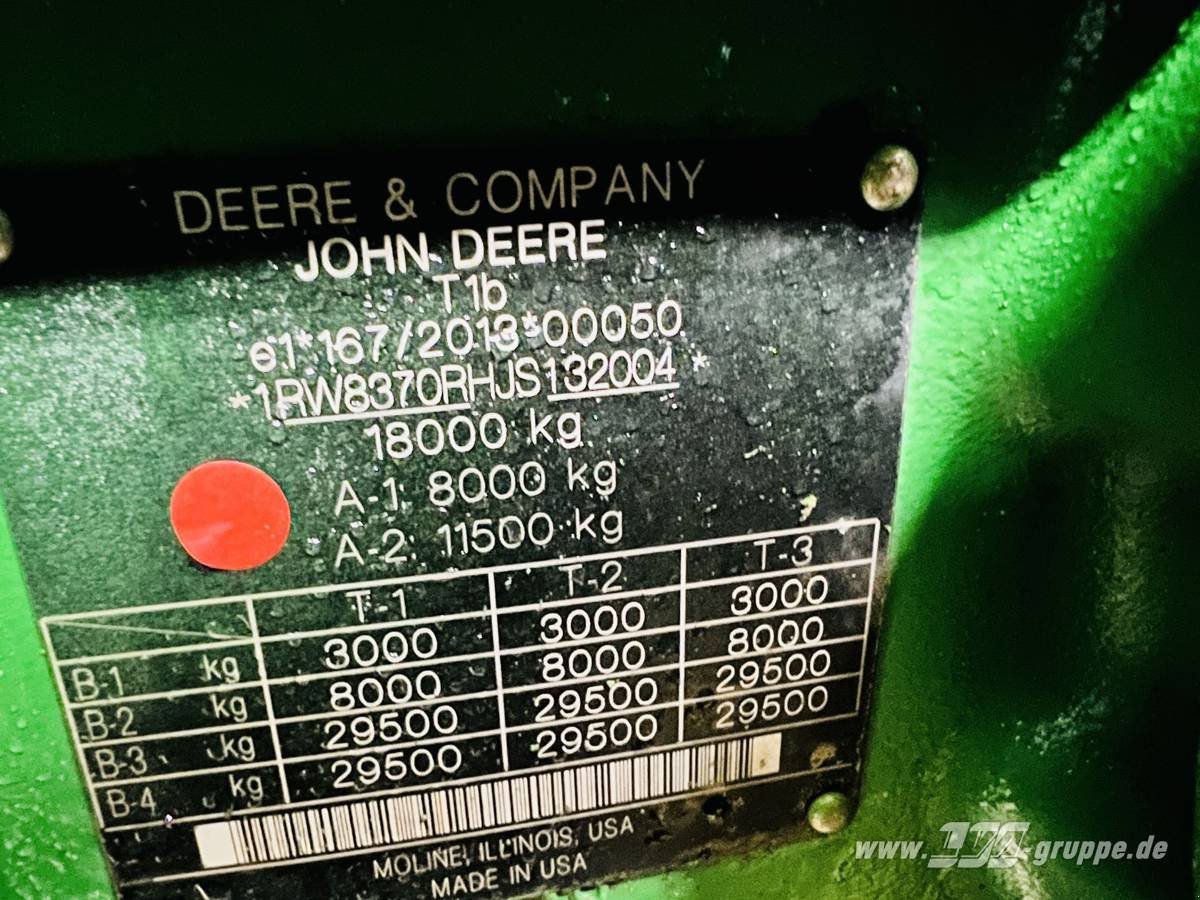 DEERE & COMPANY
JOHN DEERE
T1b
e1*167/2013*00050
*1RW8370RHJS132004*
18000 kg
A-1: 8000 kg
A-2: 11500 kg
T-1 T-2 T-3
B-1 kg 3000 3000 3000
B-2 kg 8000 8000 8000
B-3 kg 29500 29500 29500
B-4 kg 29500 29500 29500
MOLINE, ILLINOIS, USA
MADE IN USA
www. -gruppe.de